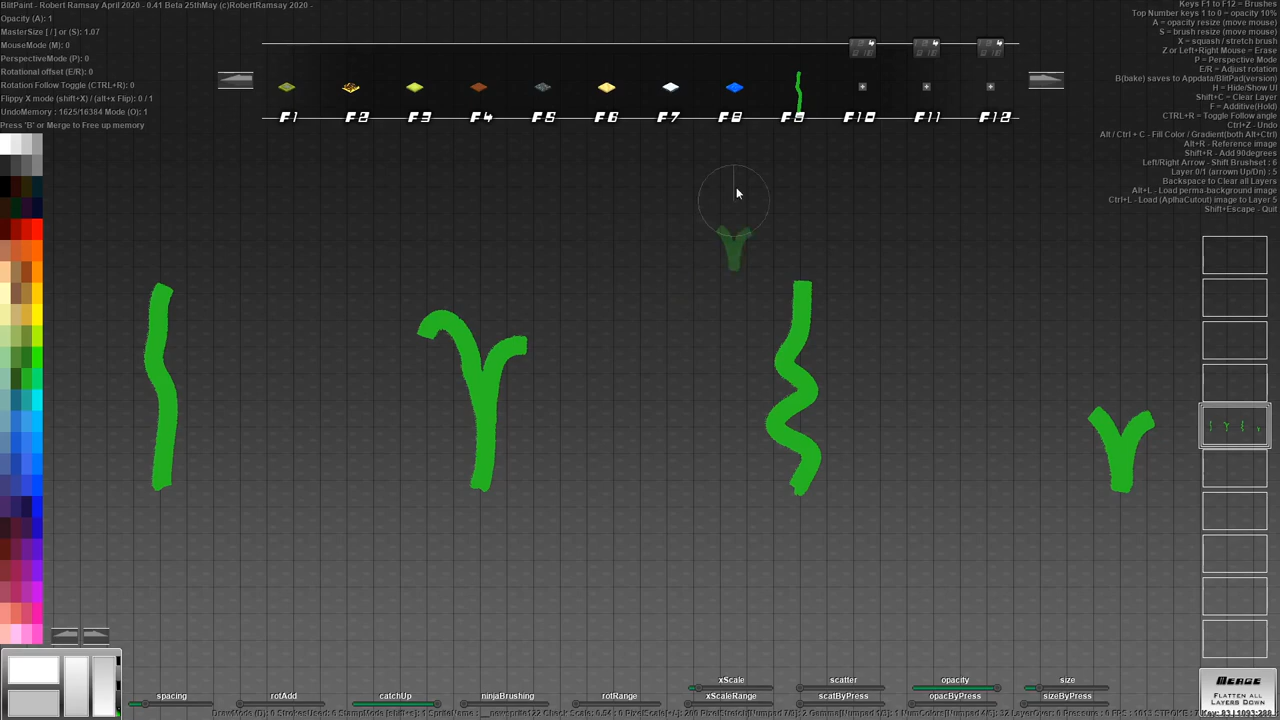 BlitPaint - Robert Ramsay April 2020 - 0.41 Beta 25thMay (c)RobertRamsay 2020 -
Opacity (A): 1
MasterSize [ / ] or (S): 1.07
MouseMode (M): 0
PerspectiveMode (P): 0
Rotational offset (E/R): 0
Rotation Follow Toggle (CTRL+R): 0
Flippy X mode (shift+X) / (alt+x Flip): 0 / 1
UndoMemory : 1625/16384 Mode (O): 1
Press 'B' or Merge to Free up memory
Keys F1 to F12 = Brushes
Top Number keys 1 to 0 = opacity 10%
A = opacity resize (move mouse)
S = brush resize (move mouse)
X = squash / stretch brush
Z or Left+Right Mouse = Erase
P = Perspective Mode
E/R = Adjust rotation
B(bake) saves to Appdata/BlitPad(version)
H = Hide/Show UI
Shift+C = Clear Layer
F = Additive(Hold)
CTRL+R = Toggle Follow angle
Ctrl+Z - Undo
Alt / Ctrl + C - Fill Color / Gradient(both Alt+Ctrl)
Alt+R - Reference image
Shift+R - Add 90degrees
Left/Right Arrow - Shift Brushset : 6
Layer 0/1 (arrown Up/Dn) : 5
Backspace to Clear all Layers
Alt+L - Load perma-background image
Ctrl+L - Load (AplhaCutout) image to Layer 5
Shift+Escape - Quit
F1 F2 F3 F4 F5 F6 F7 F8 F9 F10 F11 F12
xScale scatter opacity size
spacing rotAdd catchUp ninjaBrushing rotRange xScaleRange scatByPress opacByPress sizeByPress
MERGE
FLATTEN ALL
LAYERS DOWN